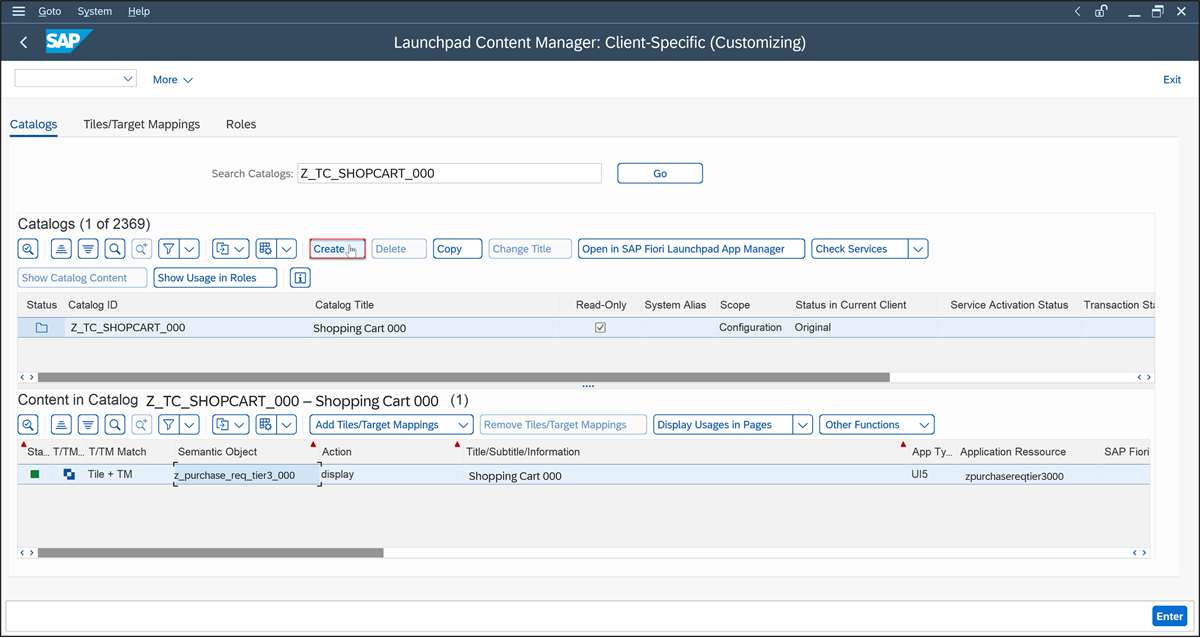 Goto System Help
SAP Launchpad Content Manager: Client-Specific (Customizing)
More Exit
Catalogs Tiles/Target Mappings Roles
Search Catalogs: Z_TC_SHOPCART_000 Go
Catalogs (1 of 2369)
Create Delete Copy Change Title Open in SAP Fiori Launchpad App Manager Check Services
Show Catalog Content Show Usage in Roles
Status Catalog ID Catalog Title Read-Only System Alias Scope Status in Current Client Service Activation Status Transaction Sta
Z_TC_SHOPCART_000 Shopping Cart 000 Configuration Original
Content in Catalog Z_TC_SHOPCART_000 – Shopping Cart 000 (1)
Add Tiles/Target Mappings Remove Tiles/Target Mappings Display Usages in Pages Other Functions
Sta... T/TM... T/TM Match Semantic Object Action Title/Subtitle/Information App Ty... Application Ressource SAP Fiori
Tile + TM z_purchase_req_tier3_000 display Shopping Cart 000 UI5 zpurchasereqtier3000
Enter